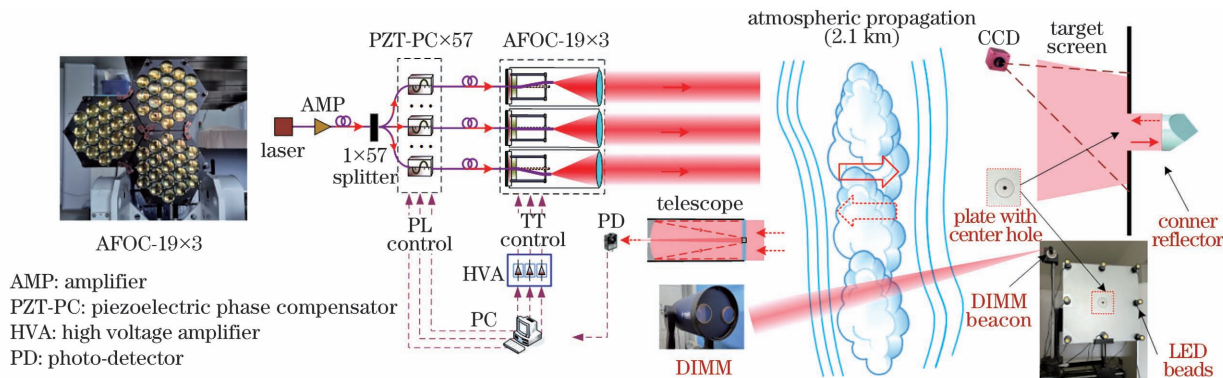 AFOC-19×3
AMP: amplifier
PZT-PC: piezoelectric phase compensator
HVA: high voltage amplifier
PD: photo-detector
laser
AMP
1×57
splitter
PZT-PC×57
AFOC-19×3
PL
control
TT
control
HVA
PC
PD
telescope
DIMM
atmospheric propagation
(2.1 km)
CCD
target
screen
plate with
center hole
conner
reflector
DIMM
beacon
LED
beads